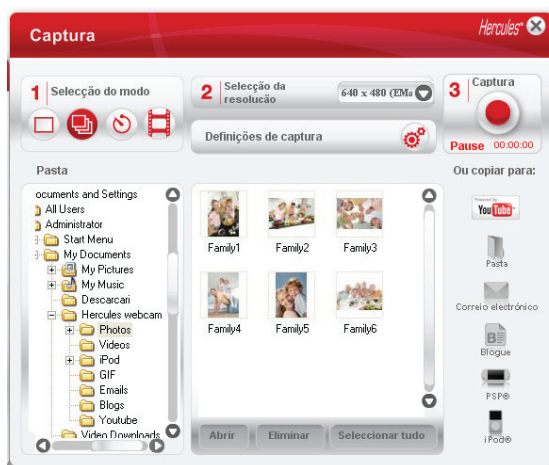 Captura
Hercules
1 Selecção do modo
2 Selecção da resolucão
640 x 480 (EMa
3 Captura
Definições de captura
Pause 00:00:00
Pasta
Ou copiar para:
ocuments and Settings
All Users
Administrator
Start Menu
My Documents
My Pictures
My Music
Descarcari
Hercules webcam
Photos
Videos
iPod
GIF
Emails
Blogs
Youtube
Video Downloads
Family1 Family2 Family3
Family4 Family5 Family6
Abrir Eliminar Seleccionar tudo
Powered by
YouTube
Pasta
Correio electrónico
B
Blogue
PSP®
iPod®